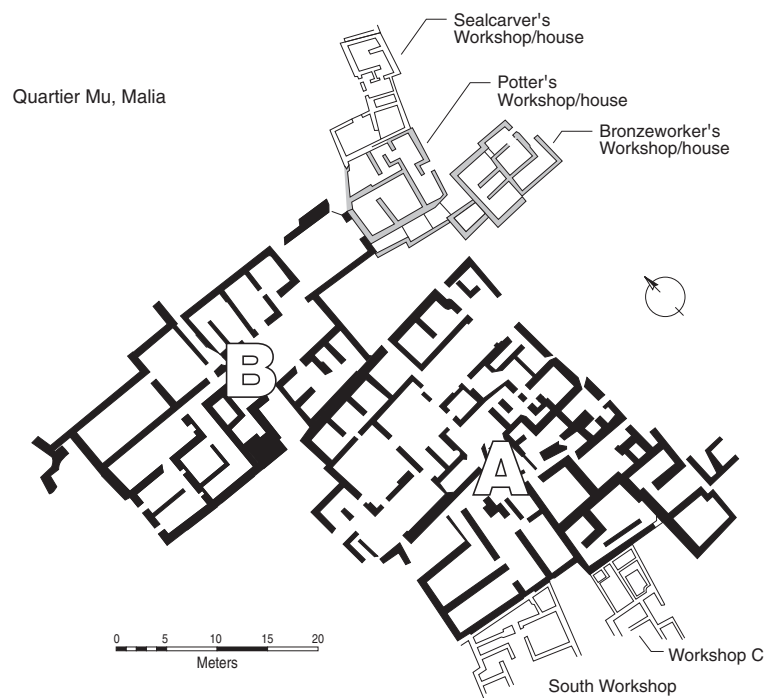 Sealcarver's
Workshop/house
Quartier Mu, Malia
Potter's
Workshop/house
Bronzeworker's
Workshop/house
B
A
0 5 10 15 20
Meters
Workshop C
South Workshop